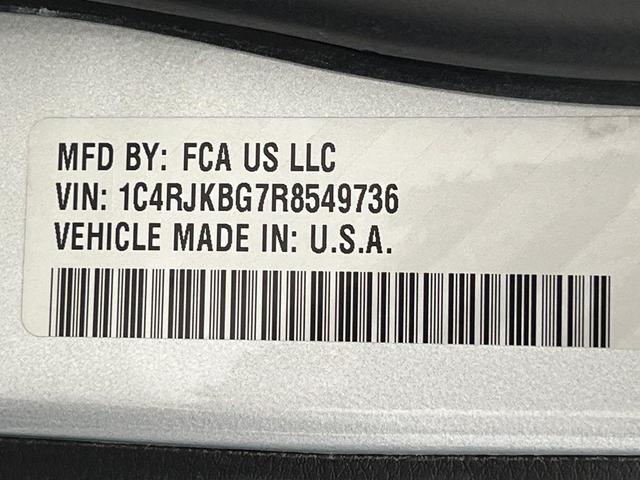 MFD BY: FCA US LLC
VIN: 1C4RJKBG7R8549736
VEHICLE MADE IN: U.S.A.